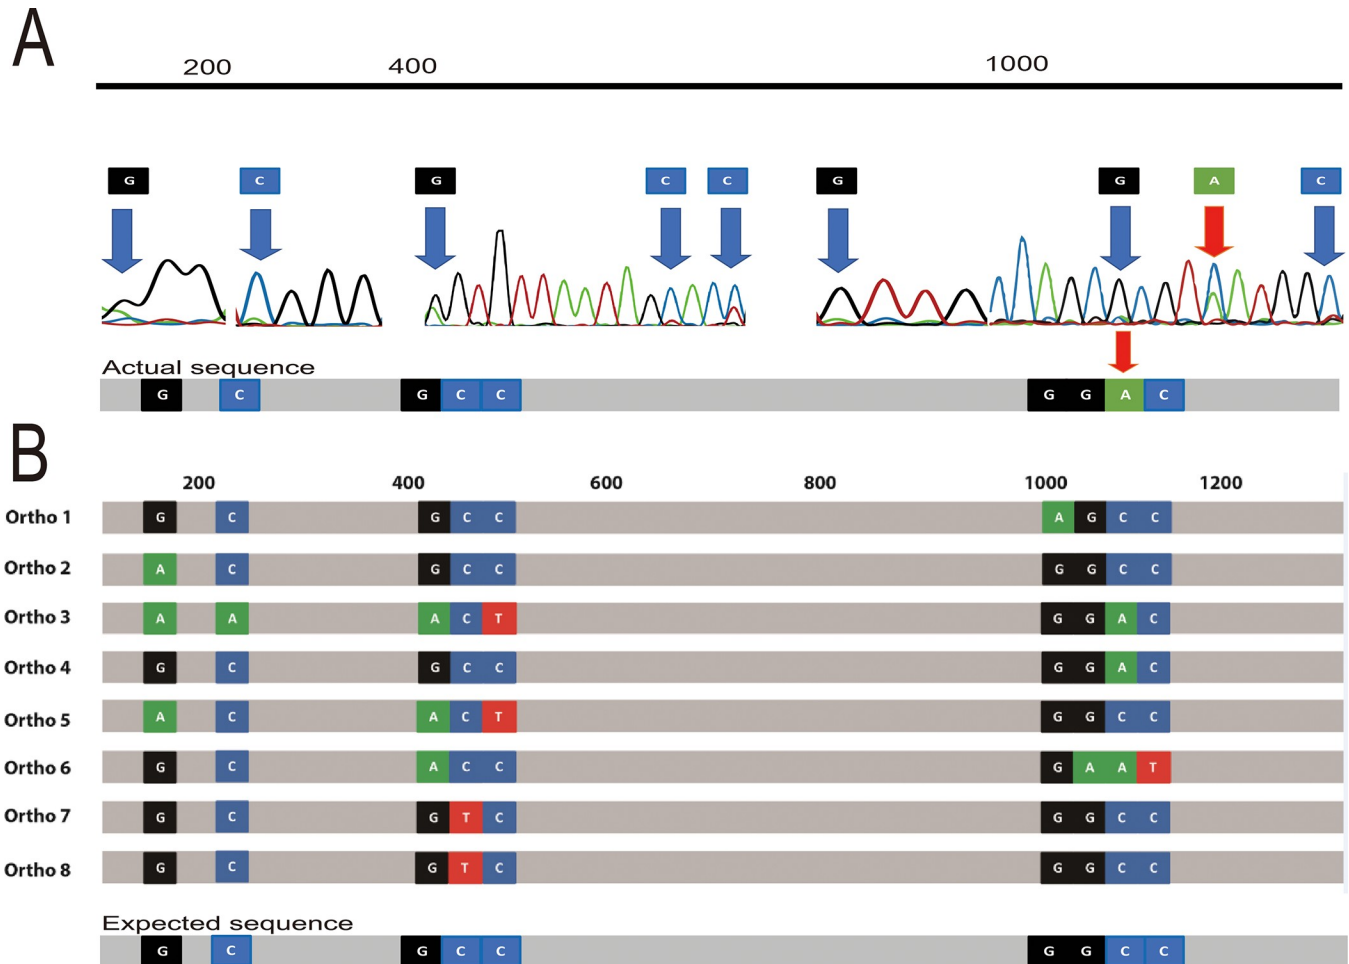 A
200 400 1000
G C G C C G G A C
Actual sequence
G C G C C G G A C
B
200 400 600 800 1000 1200
Ortho 1 G C G C C A G C C
Ortho 2 A C G C C G G C C
Ortho 3 A A A C T G G A C
Ortho 4 G C G C C G G A C
Ortho 5 A C A C T G G C C
Ortho 6 G C A C C G A A T
Ortho 7 G C G T C G G C C
Ortho 8 G C G T C G G C C
Expected sequence
G C G C C G G C C